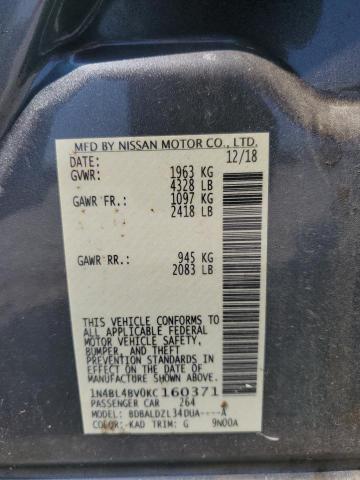 MFD BY NISSAN MOTOR CO., LTD.
DATE: 12/18
GVWR: 1963 KG
4328 LB
GAWR FR: 1097 KG
2418 LB
GAWR RR: 945 KG
2083 LB
THIS VEHICLE CONFORMS TO
ALL APPLICABLE FEDERAL
MOTOR VEHICLE SAFETY,
BUMPER, AND THEFT
PREVENTION STANDARDS
IN EFFECT ON THE DATE OF
MANUFACTURE SHOWN ABOVE.
1N4BL4BV0KC160371
PASSENGER CAR 264
MODEL: BDBALDZL34DUA----A
COLOR: KAD TRIM: G 9N00A